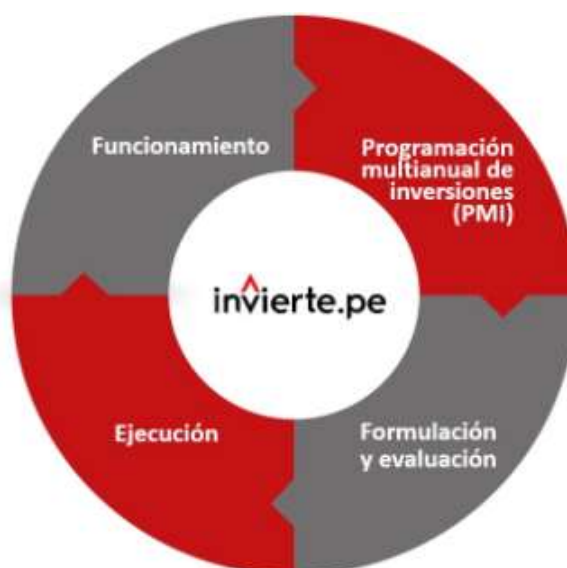 Funcionamiento
Programación
multianual de
inversiones
(PMI)
invierte.pe
Ejecución
Formulación
y evaluación